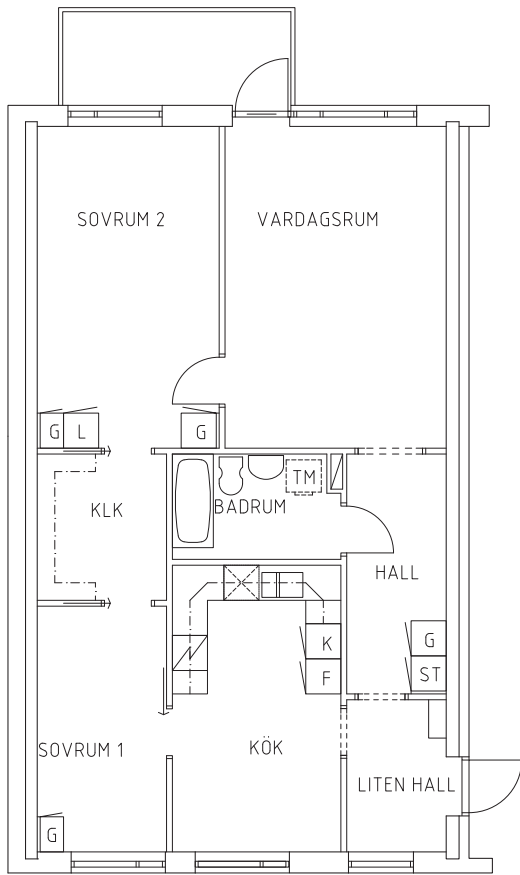 SOVRUM 2
VARDAGSRUM
G
L
G
TM
BADRUM
KLK
HALL
G
K
ST
F
SOVRUM 1
KÖK
LITEN HALL
G